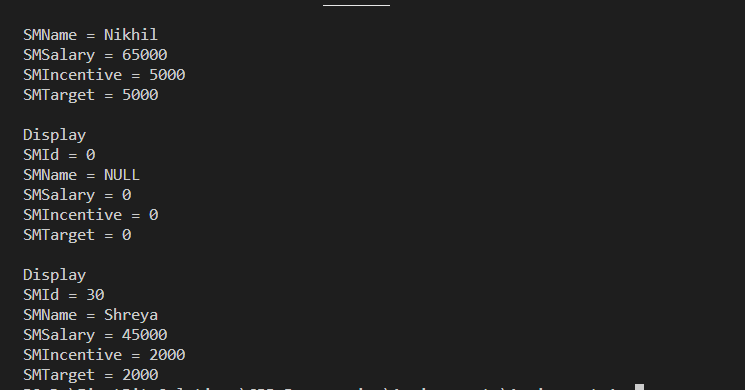 SMName = Nikhil
SMSalary = 65000
SMIncentive = 5000
SMTarget = 5000
Display
SMId = 0
SMName = NULL
SMSalary = 0
SMIncentive = 0
SMTarget = 0
Display
SMId = 30
SMName = Shreya
SMSalary = 45000
SMIncentive = 2000
SMTarget = 2000